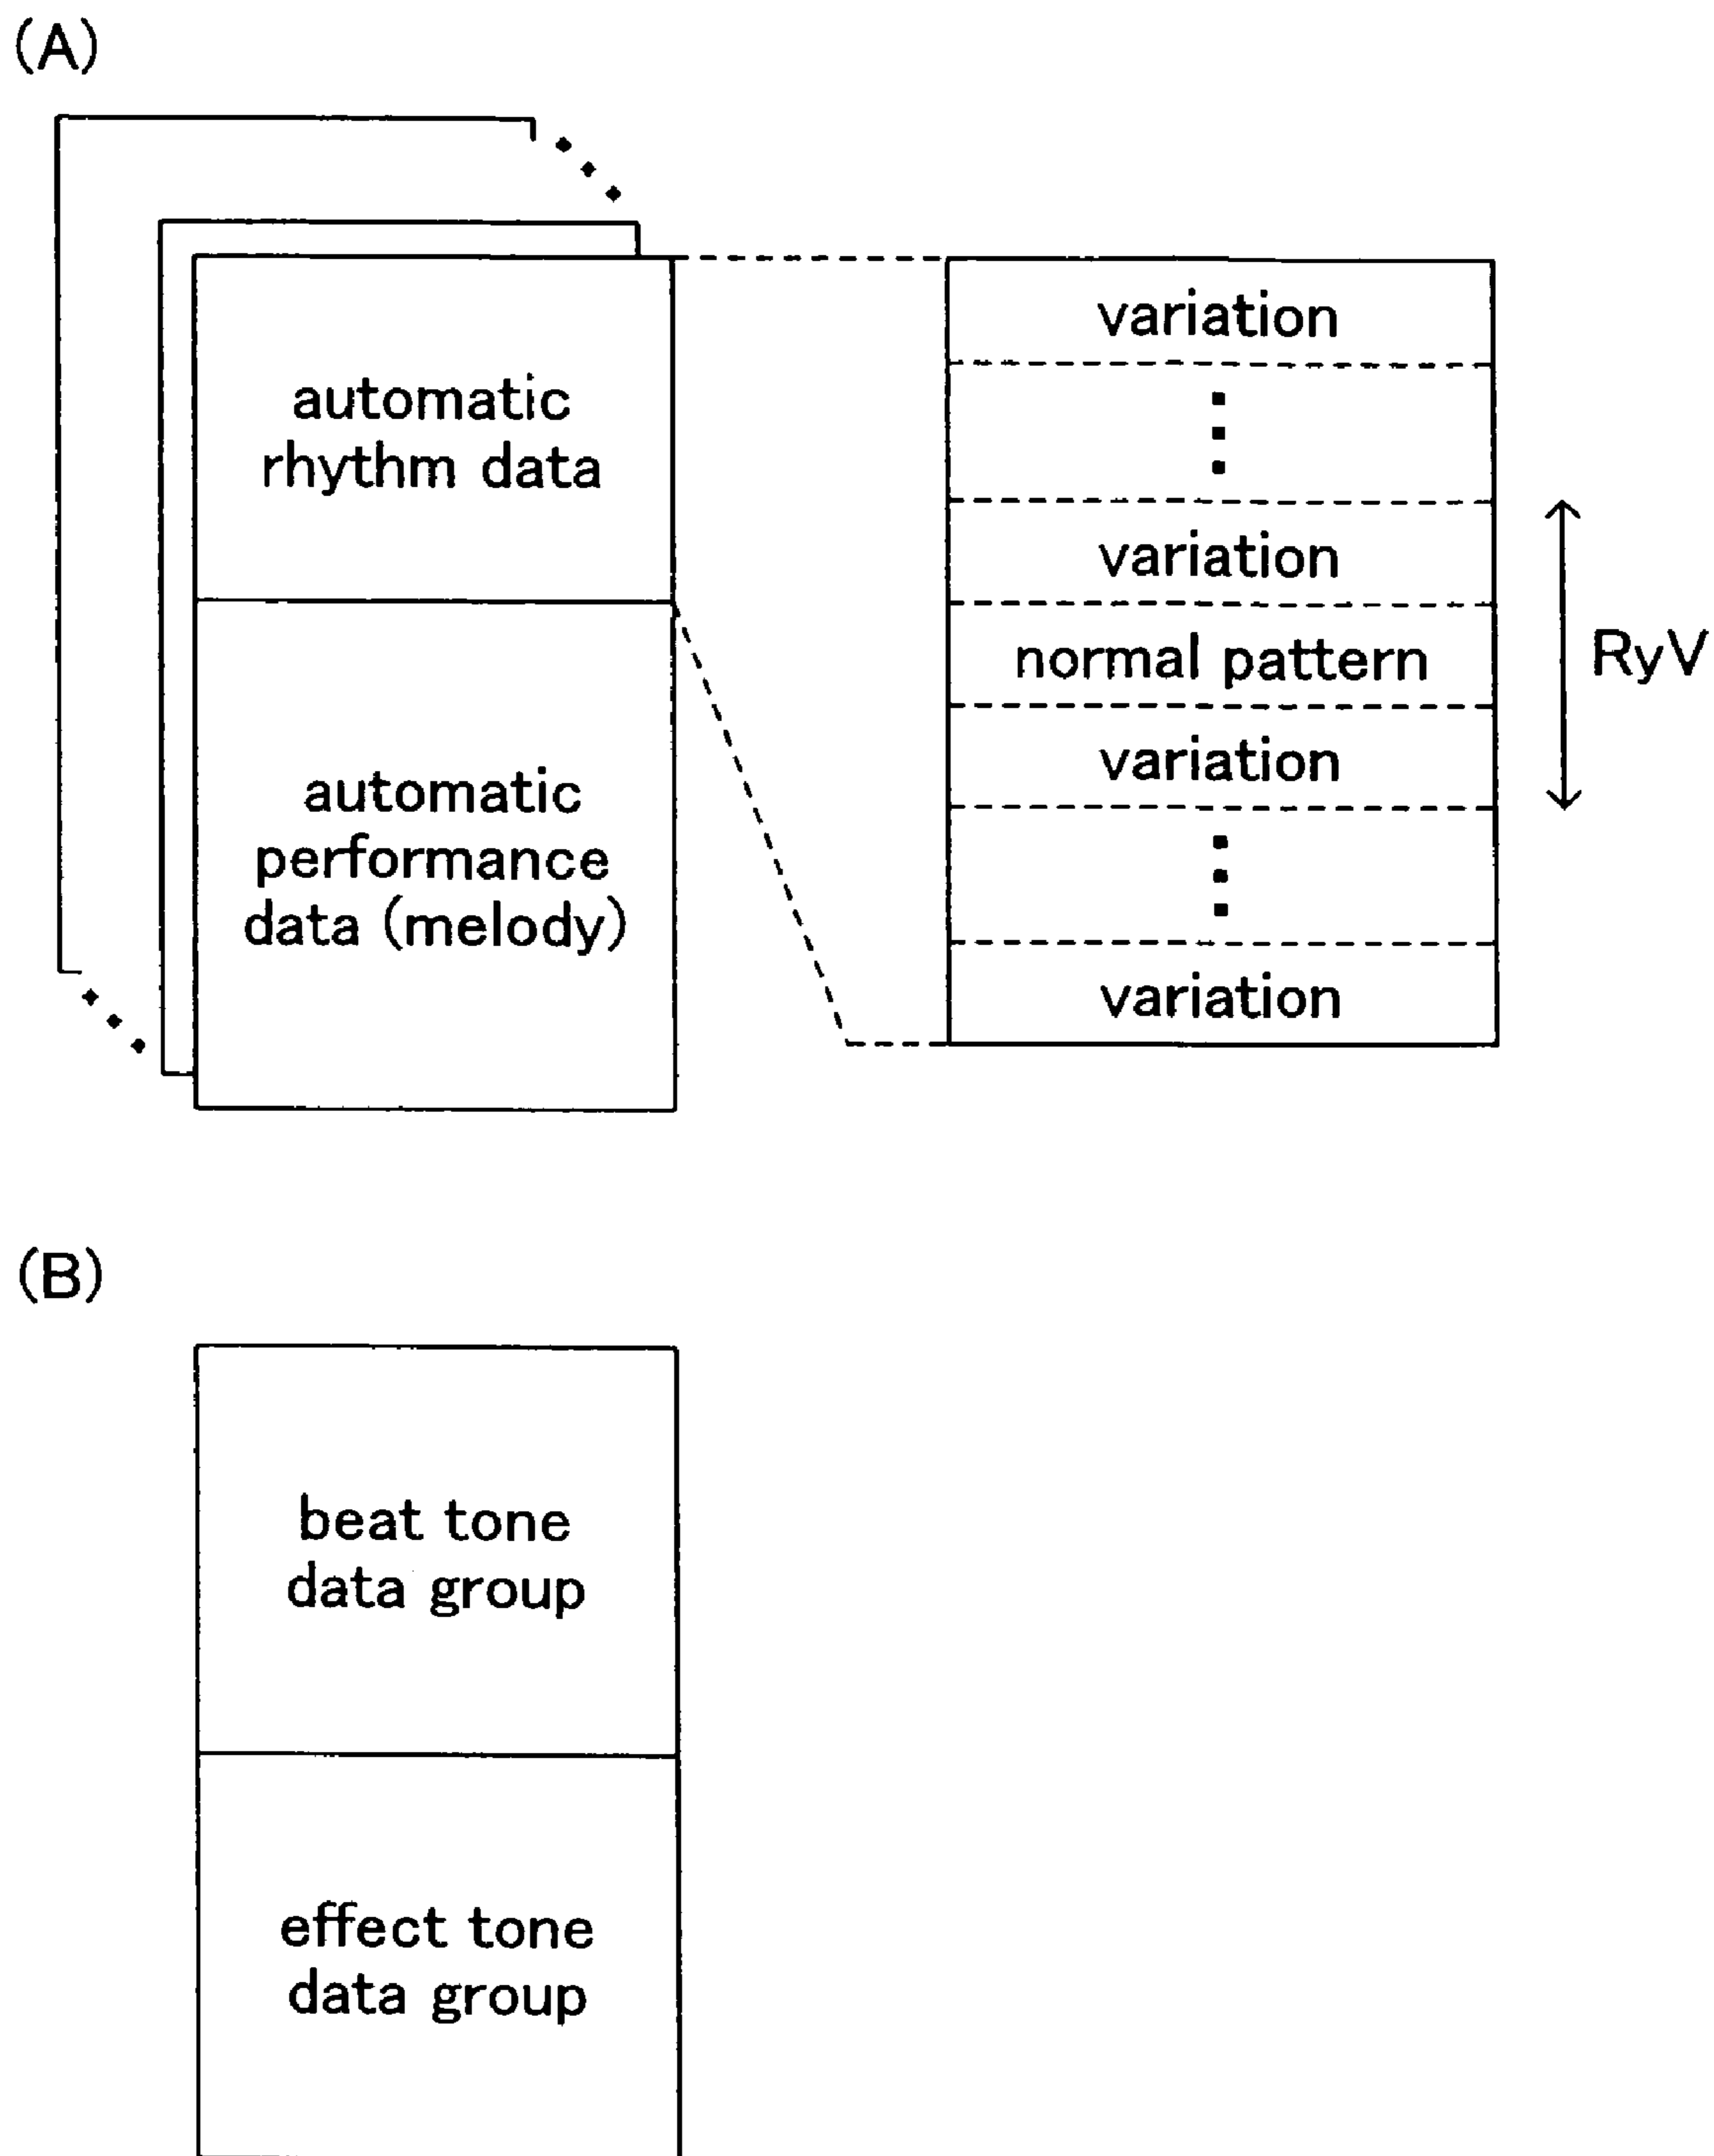 (A)
automatic
rhythm data
automatic
performance
data (melody)
variation
variation
normal pattern
variation
variation
RyV
(B)
beat tone
data group
effect tone
data group